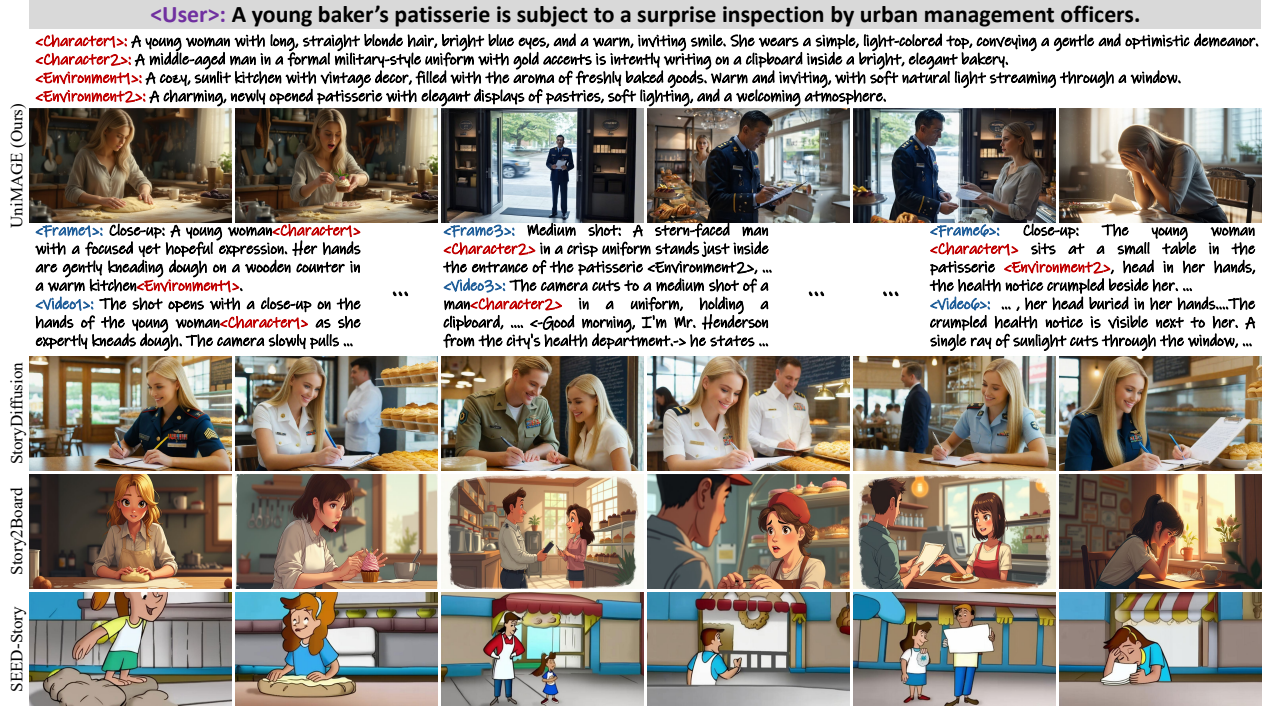 <User>: A young baker's patisserie is subject to a surprise inspection by urban management officers.
<Character1>: A young woman with long, straight blonde hair, bright blue eyes, and a warm, inviting smile. She wears a simple, light-colored top, conveying a gentle and optimistic demeanor.
<Character2>: A middle-aged man in a formal military-style uniform with gold accents is intently writing on a clipboard inside a bright, elegant bakery.
<Environment1>: A cozy, sunlit kitchen with vintage decor, filled with the aroma of freshly baked goods. Warm and inviting, with soft natural light streaming through a window.
<Environment2>: A charming, newly opened patisserie with elegant displays of pastries, soft lighting, and a welcoming atmosphere.
UniMAGE (Ours)
<Frame1>: Close-up: A young woman<Character1>
with a focused yet hopeful expression. Her hands
are gently kneading dough on a wooden counter in
a warm kitchen<Environment1>.
<Video1>: The shot opens with a close-up on the
hands of the young woman<Character1> as she
expertly kneads dough. The camera slowly pulls ...
...
<Frame3>: Medium shot: A stern-faced man
<Character2> in a crisp uniform stands just inside
the entrance of the patisserie <Environment2>, ...
<Video3>: The camera cuts to a medium shot of a
man<Character2> in a uniform, holding a
clipboard, .... <-Good morning, I'm Mr. Henderson
from the city's health department.-> he states ...
...
...
<Frame6>: Close-up: The young woman
<Character1> sits at a small table in the
patisserie <Environment2>, head in her hands,
the health notice crumpled beside her. ...
<Video6>: ... , her head buried in her hands....The
crumpled health notice is visible next to her. A
single ray of sunlight cuts through the window, ...
StoryDiffusion
Story2Board
SEED-Story